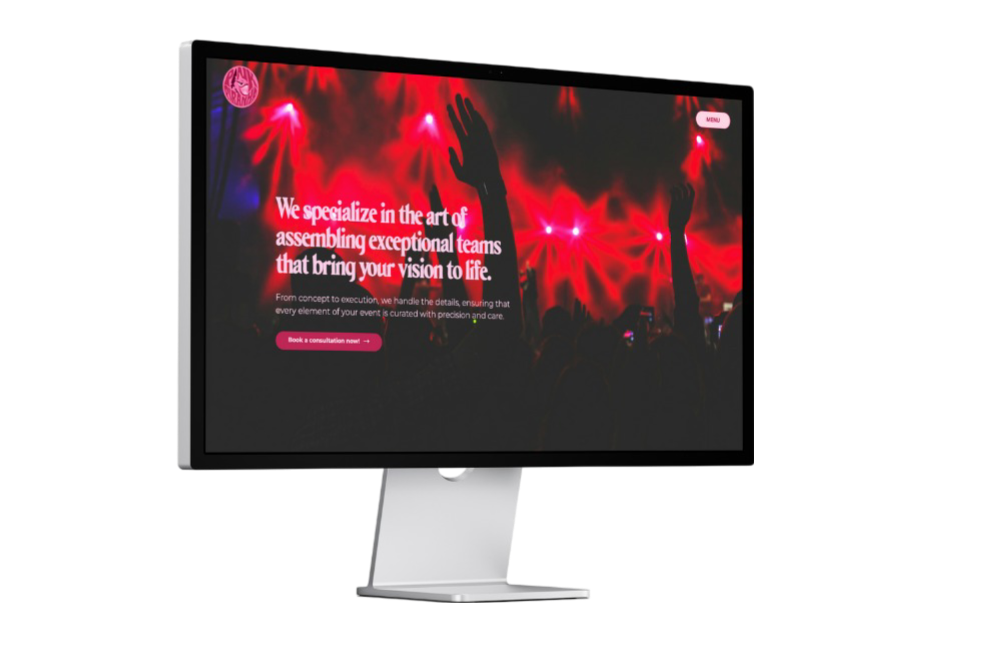 MENU
We specialize in the art of
assembling exceptional teams
that bring your vision to life.
From concept to execution, we handle the details, ensuring that
every element of your event is curated with precision and care.
Book a consultation now! →